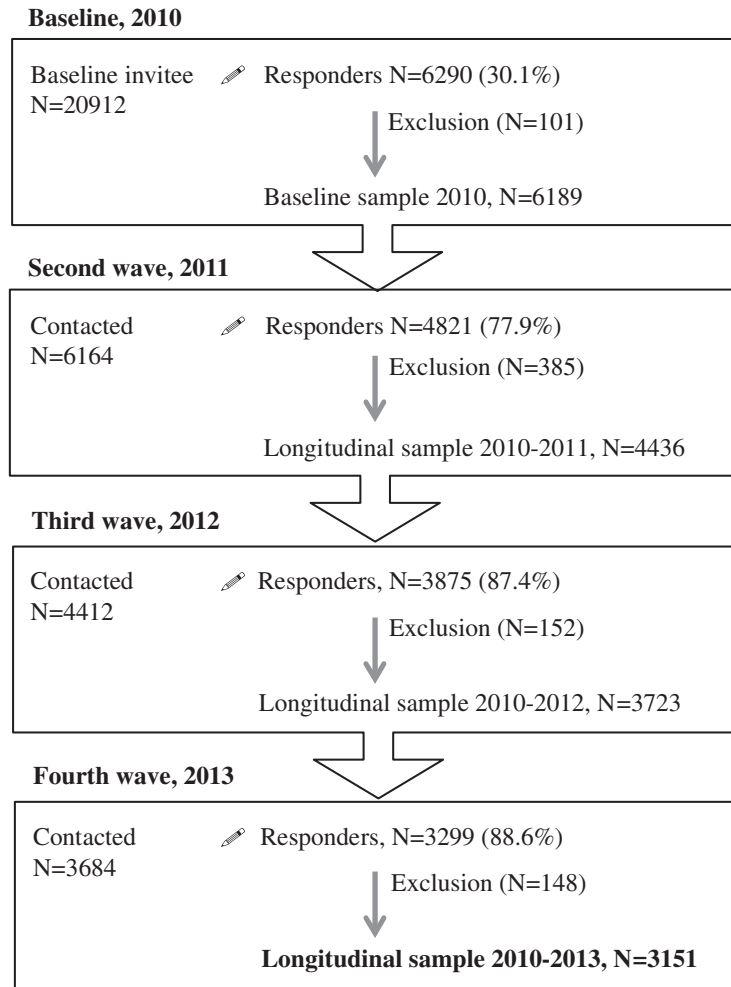 Baseline, 2010
Baseline invitee
N=20912
Responders N=6290 (30.1%)
Exclusion (N=101)
Baseline sample 2010, N=6189
Second wave, 2011
Contacted
N=6164
Responders N=4821 (77.9%)
Exclusion (N=385)
Longitudinal sample 2010-2011, N=4436
Third wave, 2012
Contacted
N=4412
Responders, N=3875 (87.4%)
Exclusion (N=152)
Longitudinal sample 2010-2012, N=3723
Fourth wave, 2013
Contacted
N=3684
Responders, N=3299 (88.6%)
Exclusion (N=148)
Longitudinal sample 2010-2013, N=3151